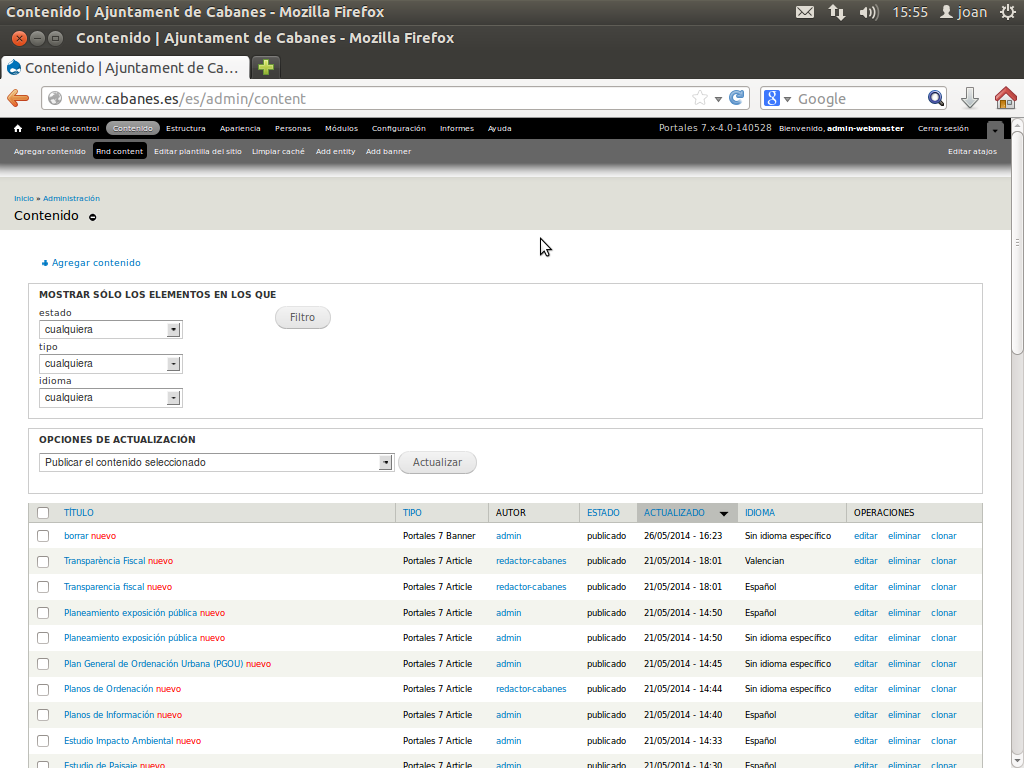 Contenido | Ajuntament de Cabanes - Mozilla Firefox 15:55 joan
Contenido | Ajuntament de Cabanes - Mozilla Firefox
Contenido | Ajuntament de Ca...
www.cabanes.es/es/admin/content Google
Panel de control Contenido Estructura Apariencia Personas Módulos Configuración Informes Ayuda Portales 7.x-4.0-140528 Bienvenido, admin-webmaster Cerrar sesión
Agregar contenido Find content Editar plantilla del sitio Limpiar caché Add entity Add banner Editar atajos
Inicio » Administración
Contenido
Agregar contenido
MOSTRAR SÓLO LOS ELEMENTOS EN LOS QUE
estado
cualquiera
Filtro
tipo
cualquiera
idioma
cualquiera
OPCIONES DE ACTUALIZACIÓN
Publicar el contenido seleccionado Actualizar
TÍTULO TIPO AUTOR ESTADO ACTUALIZADO IDIOMA OPERACIONES
borrar nuevo Portales 7 Banner admin publicado 26/05/2014 - 16:23 Sin idioma específico editar eliminar clonar
Transparència Fiscal nuevo Portales 7 Article redactor-cabanes publicado 21/05/2014 - 18:01 Valencian editar eliminar clonar
Transparencia fiscal nuevo Portales 7 Article redactor-cabanes publicado 21/05/2014 - 18:01 Español editar eliminar clonar
Planeamiento exposición pública nuevo Portales 7 Article admin publicado 21/05/2014 - 14:50 Español editar eliminar clonar
Planeamiento exposición pública nuevo Portales 7 Article admin publicado 21/05/2014 - 14:50 Sin idioma específico editar eliminar clonar
Plan General de Ordenación Urbana (PGOU) nuevo Portales 7 Article admin publicado 21/05/2014 - 14:45 Sin idioma específico editar eliminar clonar
Planos de Ordenación nuevo Portales 7 Article redactor-cabanes publicado 21/05/2014 - 14:44 Sin idioma específico editar eliminar clonar
Planos de Información nuevo Portales 7 Article admin publicado 21/05/2014 - 14:40 Español editar eliminar clonar
Estudio Impacto Ambiental nuevo Portales 7 Article admin publicado 21/05/2014 - 14:33 Español editar eliminar clonar
Estudio de Paisaje nuevo Portales 7 Article admin publicado 21/05/2014 - 14:30 Español editar eliminar clonar